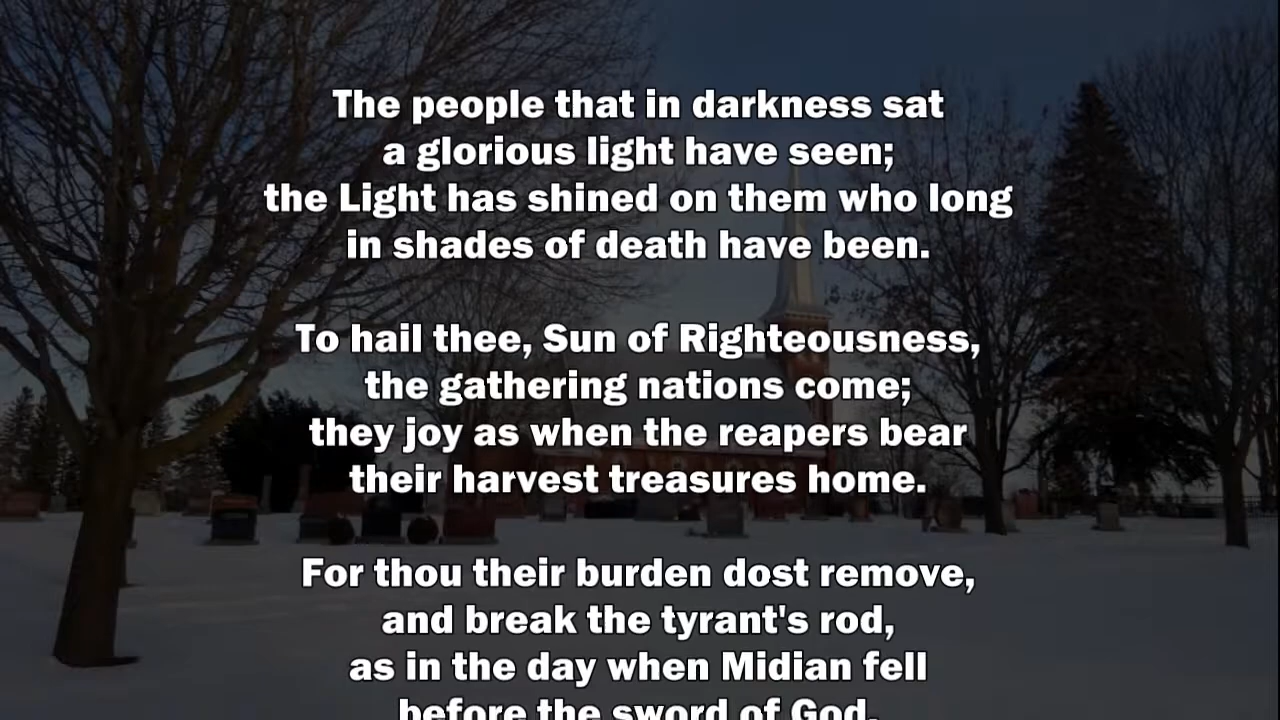 The people that in darkness sat
a glorious light have seen;
the Light has shined on them who long
in shades of death have been.
To hail thee, Sun of Righteousness,
the gathering nations come;
they joy as when the reapers bear
their harvest treasures home.
For thou their burden dost remove,
and break the tyrant's rod,
as in the day when Midian fell
before the sword of God.